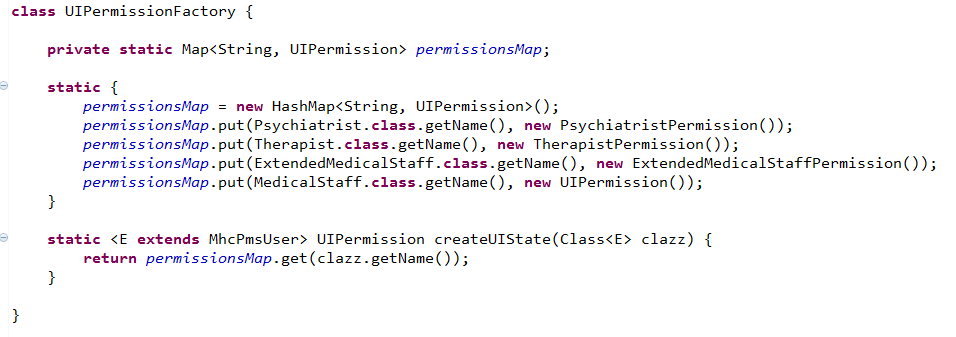 class UIPermissionFactory {
private static Map<String, UIPermission> permissionsMap;
static {
permissionsMap = new HashMap<String, UIPermission>();
permissionsMap.put(Psychiatrist.class.getName(), new PsychiatristPermission());
permissionsMap.put(Therapist.class.getName(), new TherapistPermission());
permissionsMap.put(ExtendedMedicalStaff.class.getName(), new ExtendedMedicalStaffPermission());
permissionsMap.put(MedicalStaff.class.getName(), new UIPermission());
}
static <E extends MhcPmsUser> UIPermission createUIState(Class<E> clazz) {
return permissionsMap.get(clazz.getName());
}
}